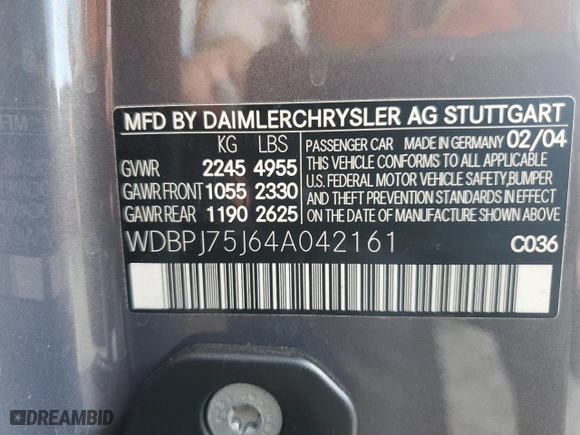 MFD BY DAIMLERCHRYSLER AG STUTTGART
KG LBS PASSENGER CAR MADE IN GERMANY 02/04
GVWR 2245 4955 THIS VEHICLE CONFORMS TO ALL APPLICABLE
GAWR FRONT 1055 2330 U.S. FEDERAL MOTOR VEHICLE SAFETY, BUMPER
GAWR REAR 1190 2625 AND THEFT PREVENTION STANDARDS IN EFFECT ON THE DATE OF MANUFACTURE SHOWN ABOVE.
WDBPJ75J64A042161 C036
DREAMBID